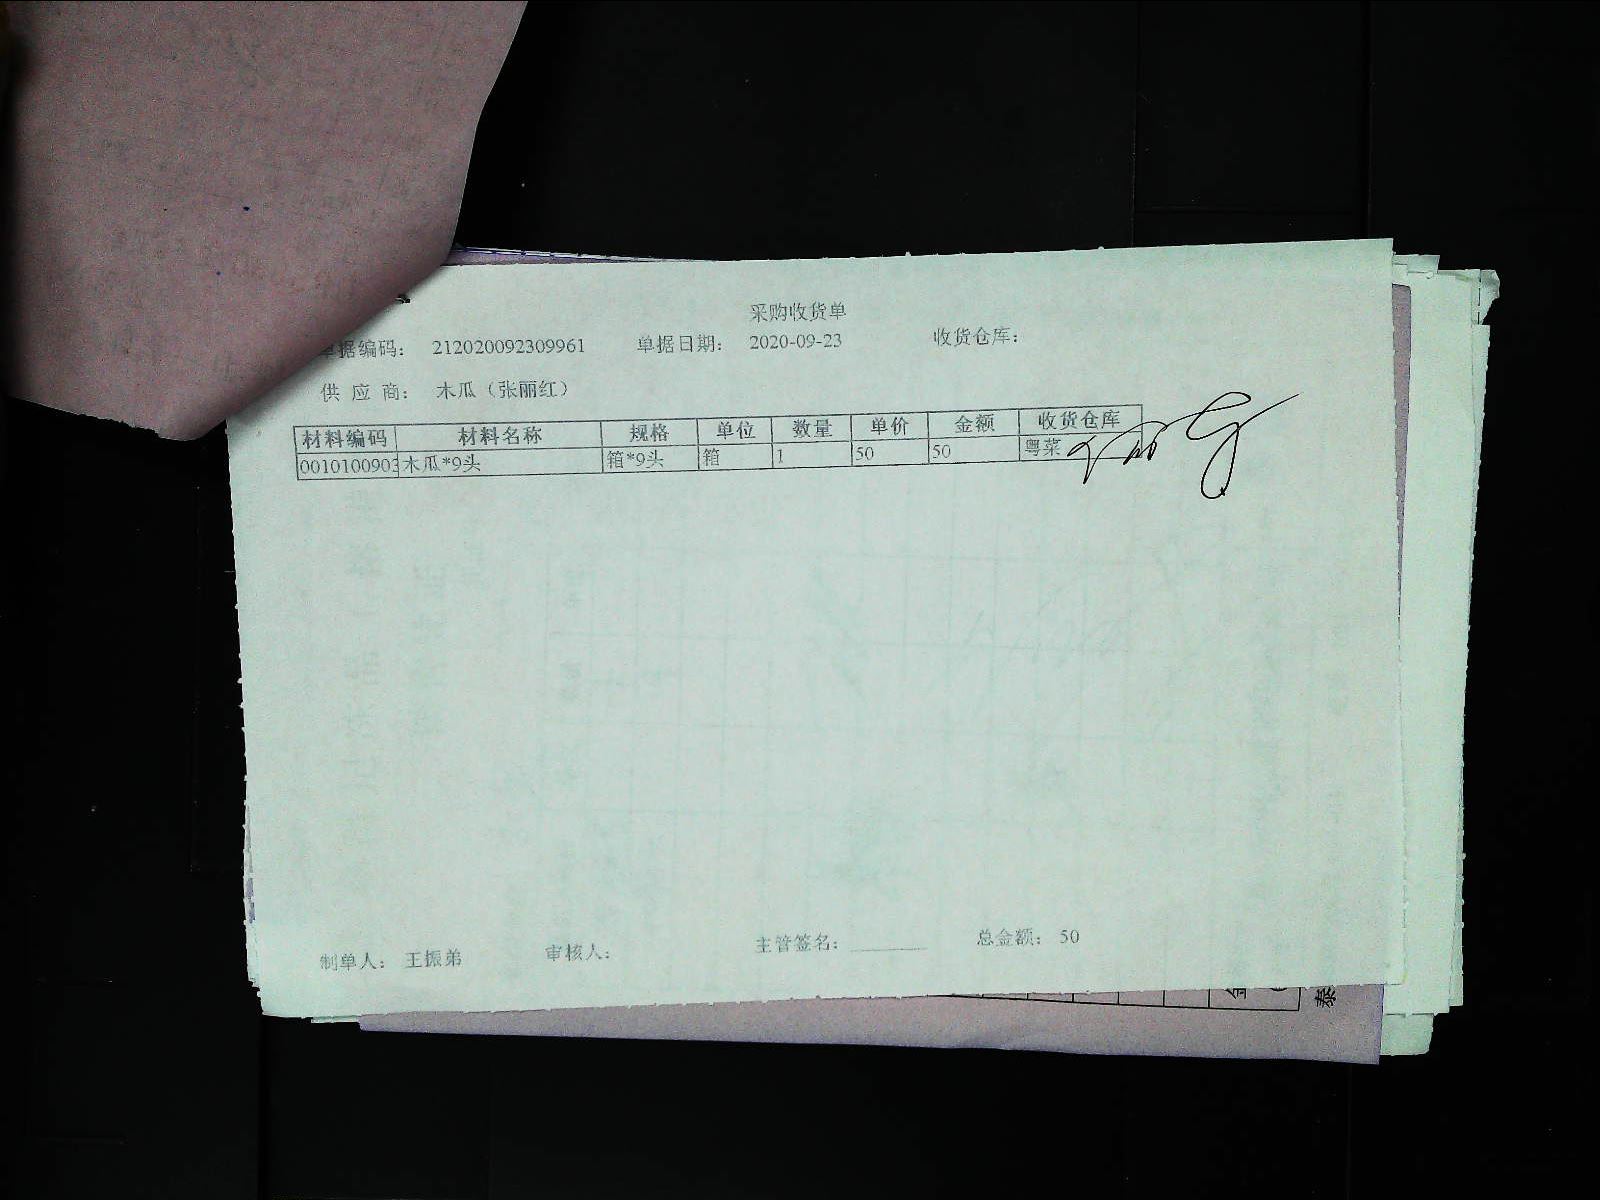 采购收货单
单据编码： 212020092309961 单据日期： 2020-09-23 收货仓库：
供 应 商： 木瓜（张丽红）
材料编码 材料名称 规格 单位 数量 单价 金额 收货仓库
0010100903 木瓜*9头 箱*9头 箱 1 50 50 粤菜
制单人： 王振弟 审核人： 主管签名： 总金额： 50